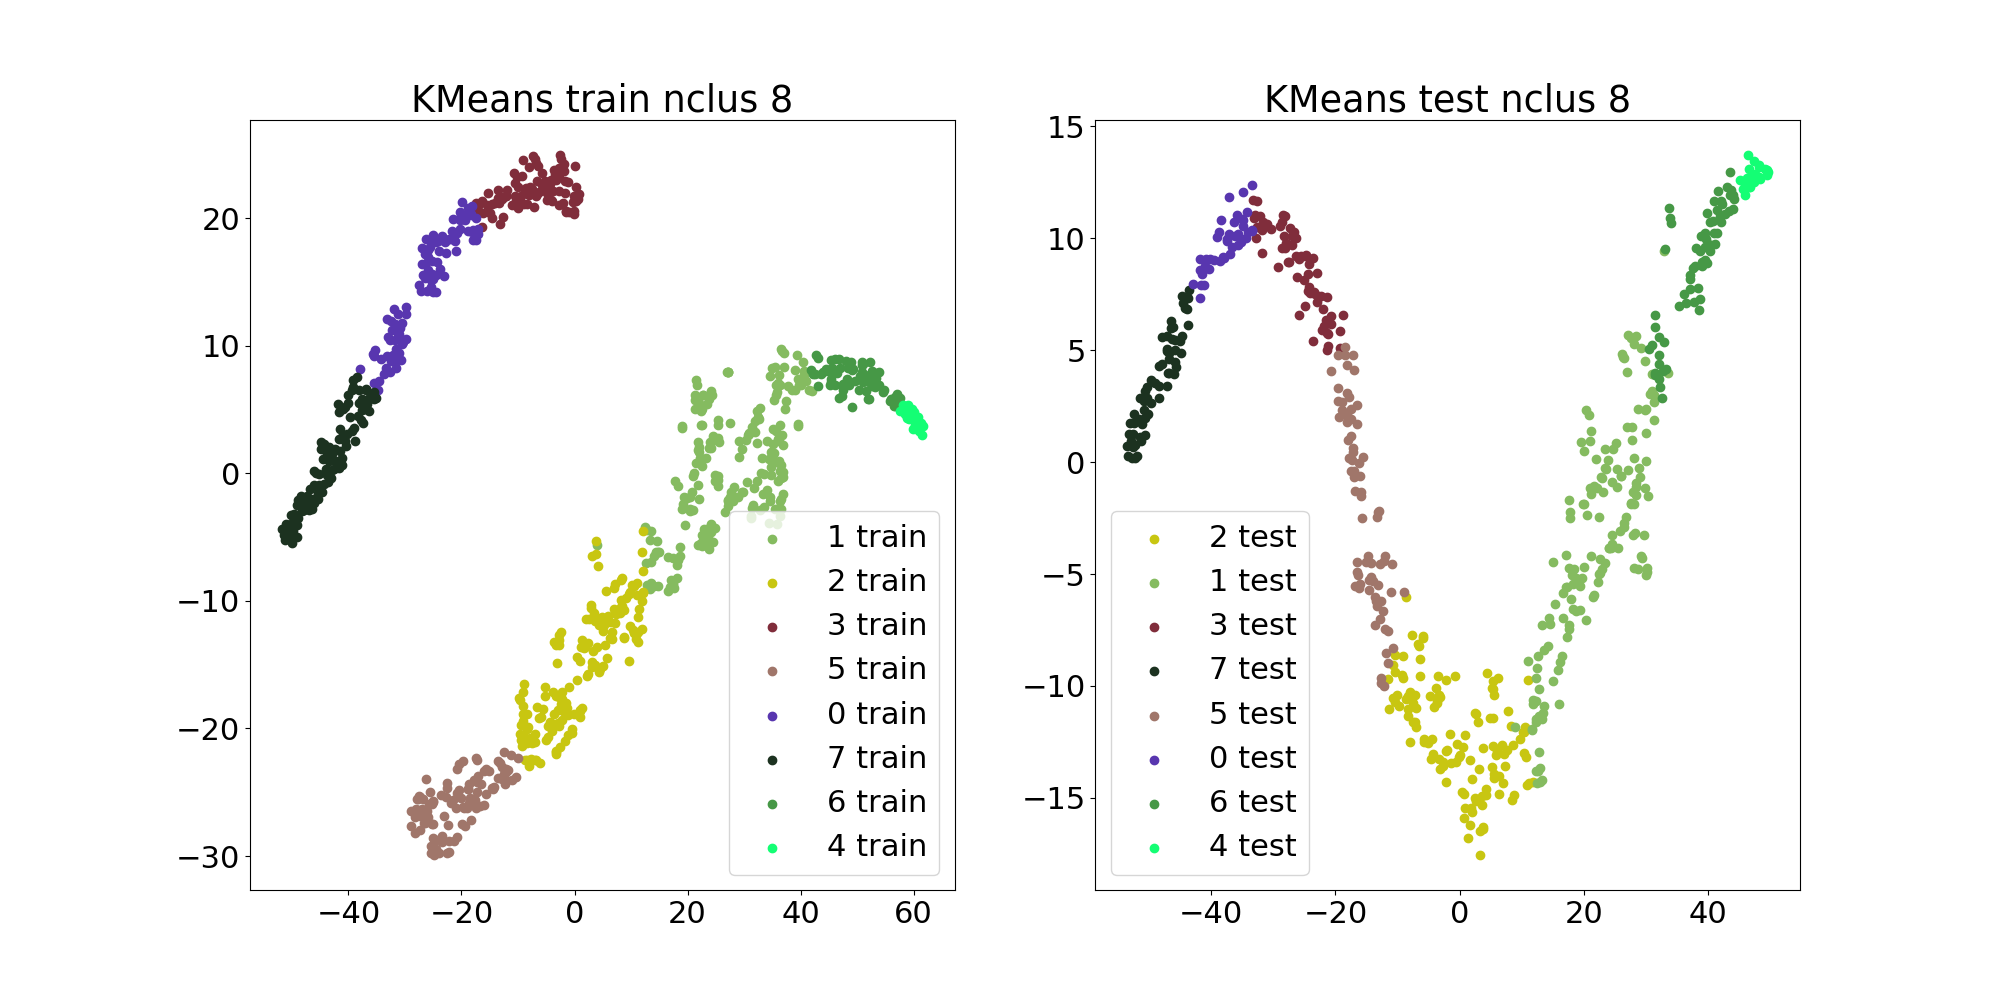 KMeans train nclus 8
20
10
0
−10
−20
−30
−40
−20
0
20
40
60
1 train
2 train
3 train
5 train
0 train
7 train
6 train
4 train
KMeans test nclus 8
15
10
5
0
−5
−10
−15
−40
−20
0
20
40
2 test
1 test
3 test
7 test
5 test
0 test
6 test
4 test